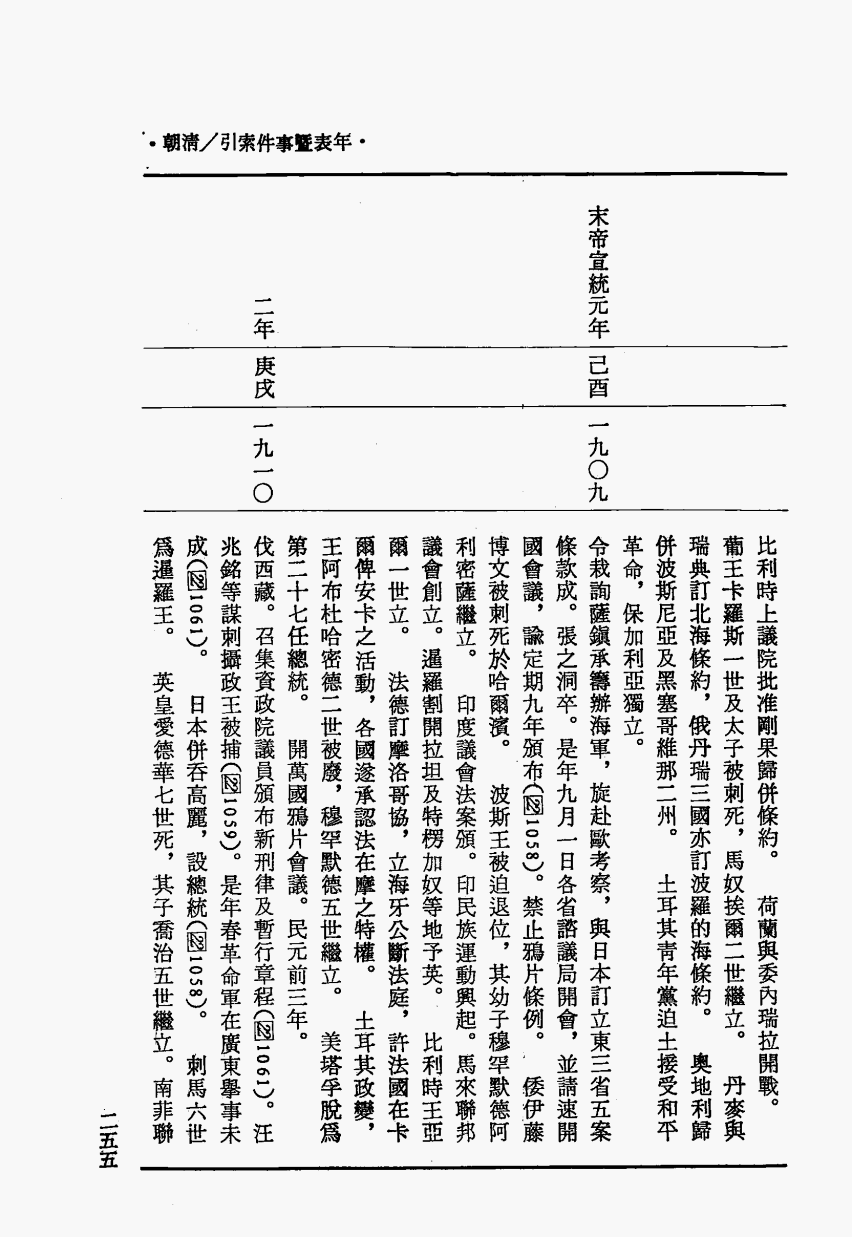 ・朝清／引索件事暨表年・
比利時上議院批准剛果歸併條約。　荷蘭與委內瑞拉開戰。
葡王卡羅斯一世及太子被刺死，馬奴挨爾二世繼立。　丹麥與
瑞典訂北海條約，俄丹瑞三國亦訂波羅的海條約。　奧地利歸
併波斯尼亞及黑塞哥維那二州。　土耳其靑年黨迫土接受和平
革命，保加利亞獨立。
末帝宣統元年
己酉
一九〇九
令栽詢薩鎭承籌辦海軍，旋赴歐考察，與日本訂立東三省五案
條款成。張之洞卒。是年九月一日各省諮議局開會，並請速開
國會議，諭定期九年頒布(図1058)。禁止鴉片條例。　倭伊藤
博文被刺死於哈爾濱。　波斯王被迫退位，其幼子穆罕默德阿
利密薩繼立。　印度議會法案頒。印民族運動興起。馬來聯邦
議會創立。暹羅割開拉坦及特楞加奴等地予英。　比利時王亞
爾一世立。　法德訂摩洛哥協，立海牙公斷法庭，許法國在卡
爾俾安卡之活動，各國遂承認法在摩之特權。　土耳其政變，
王阿布杜哈密德二世被廢，穆罕默德五世繼立。　美塔孚脫爲
第二十七任總統。　開萬國鴉片會議。民元前三年。
二年
庚戌
一九一〇
伐西藏。召集資政院議員頒布新刑律及暫行章程(図1061)。汪
兆銘等謀刺攝政王被捕(図1059)。是年春革命軍在廣東舉事未
成(図1061)。　日本併吞高麗，設總統(図1058)。　刺馬六世
爲暹羅王。　英皇愛德華七世死，其子喬治五世繼立。南非聯
二五五